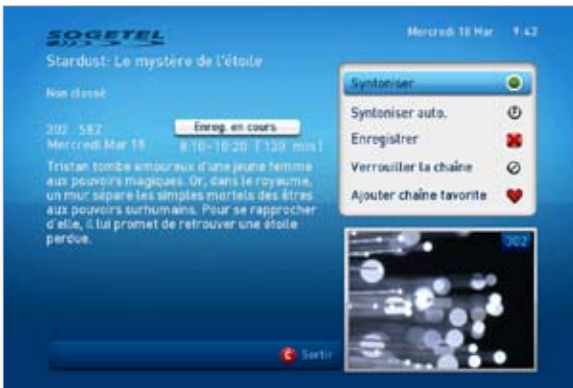 SOGETEL
Mercredi 18 Mar 9:43
Stardust: Le mystère de l'étoile
Non classé
302 SE2
Enreg. en cours
Mercredi Mar 18 8:10-10:20 [120 min]
Tristan tombe amoureux d'une jeune femme
aux pouvoirs magiques. Or, dans le royaume,
un mur sépare les simples mortels des êtres
aux pouvoirs surhumains. Pour se rapprocher
d'elle, il lui promet de retrouver une étoile
perdue.
Syntoniser
Syntoniser auto.
Enregistrer
Verrouiller la chaîne
Ajouter chaîne favorite
302
C Sortir